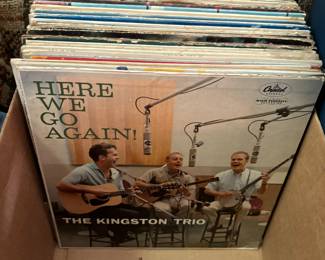 HERE
WE
GO
AGAIN!
Capitol
THE KINGSTON TRIO